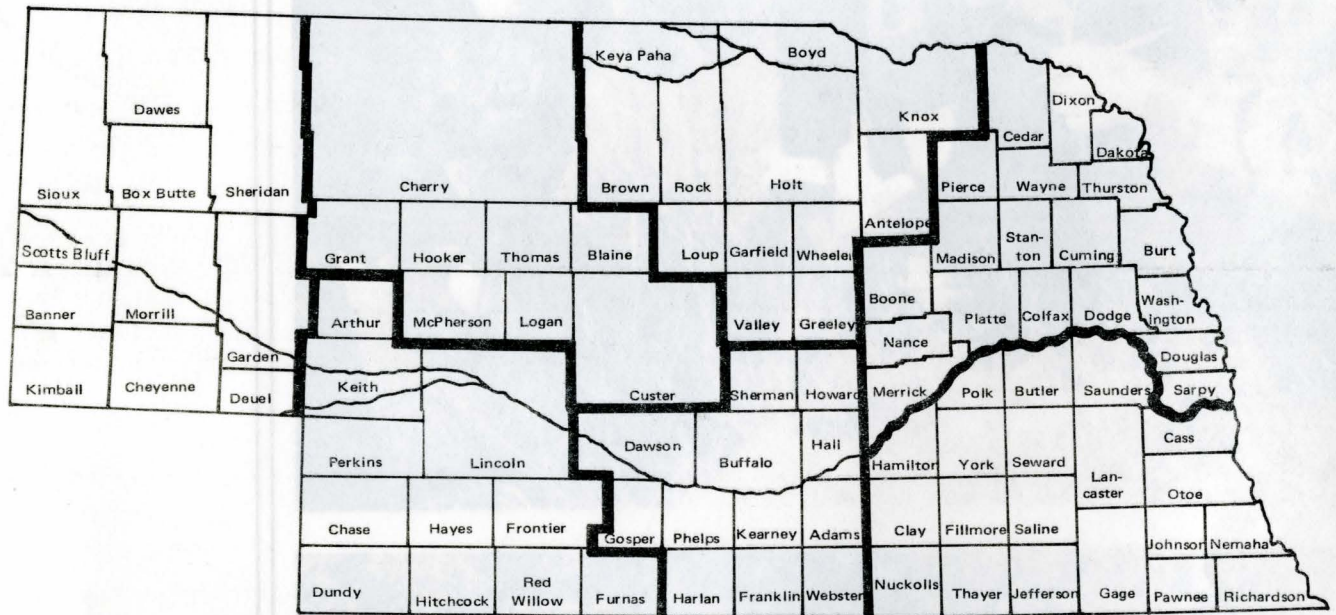 Keya Paha
Boyd
Dawes
Dixon
Knox
Cedar
Dakota
Sioux
Box Butte
Sheridan
Cherry
Brown
Rock
Holt
Pierce
Wayne
Thurston
Antelope
Scotts Bluff
Grant
Hooker
Thomas
Blaine
Loup
Garfield
Wheeler
Madison
Stan-
ton
Cuming
Burt
Banner
Morrill
Arthur
McPherson
Logan
Valley
Greeley
Boone
Platte
Colfax
Dodge
Wash-
ington
Garden
Nance
Douglas
Kimball
Cheyenne
Deuel
Keith
Custer
Sherman
Howard
Merrick
Polk
Butler
Saunders
Sarpy
Perkins
Lincoln
Dawson
Buffalo
Hall
Hamilton
York
Seward
Cass
Lan-
caster
Otoe
Chase
Hayes
Frontier
Gosper
Phelps
Kearney
Adams
Clay
Fillmore
Saline
Johnson
Nemaha
Dundy
Hitchcock
Red
Willow
Furnas
Harlan
Franklin
Webster
Nuckolls
Thayer
Jefferson
Gage
Pawnee
Richardson